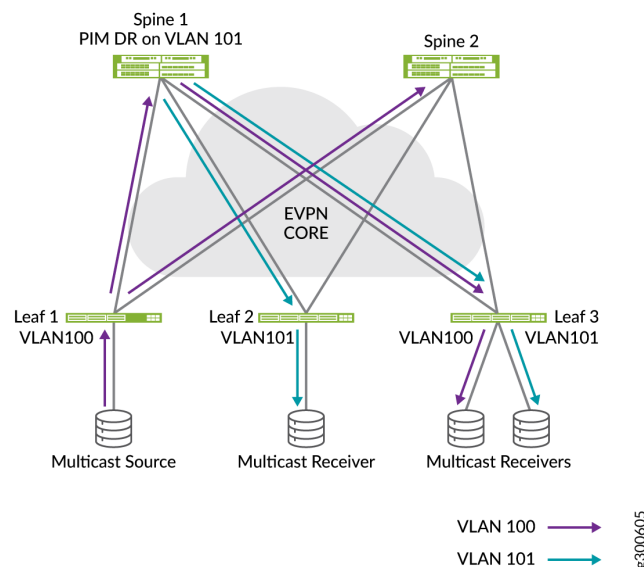 Spine 1
PIM DR on VLAN 101
Spine 2
EVPN
CORE
Leaf 1
VLAN100
Leaf 2
VLAN101
VLAN100
Leaf 3
VLAN101
Multicast Source
Multicast Receiver
Multicast Receivers
VLAN 100
VLAN 101
g300605